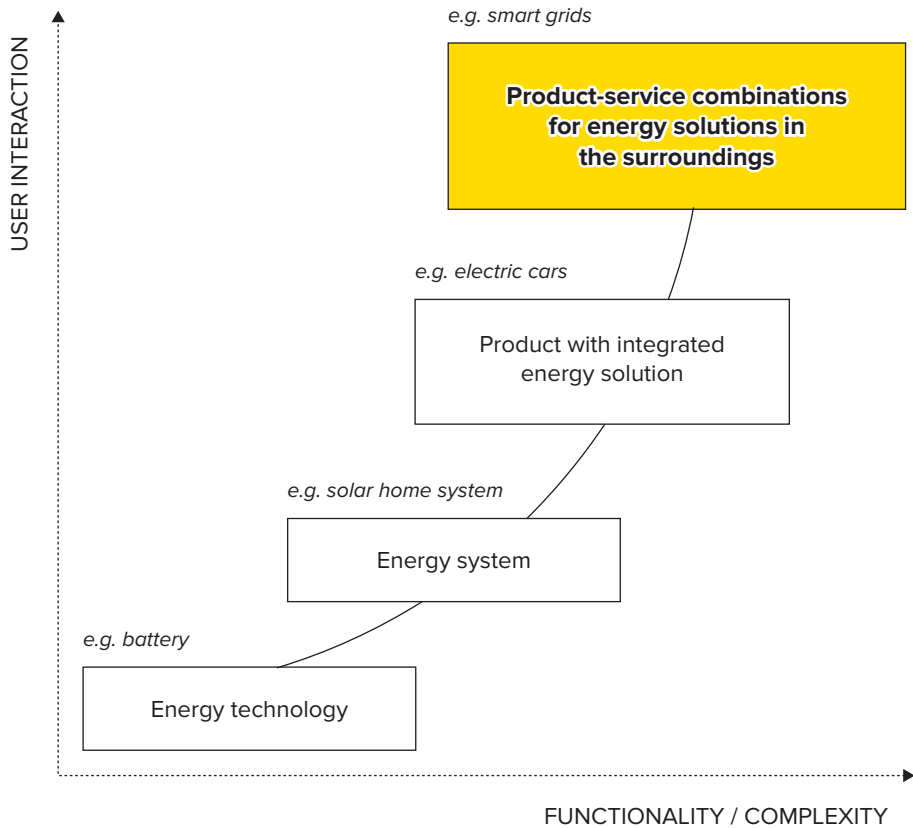 e.g. smart grids
USER INTERACTION
Product-service combinations
for energy solutions in
the surroundings
e.g. electric cars
Product with integrated
energy solution
e.g. solar home system
Energy system
e.g. battery
Energy technology
FUNCTIONALITY / COMPLEXITY